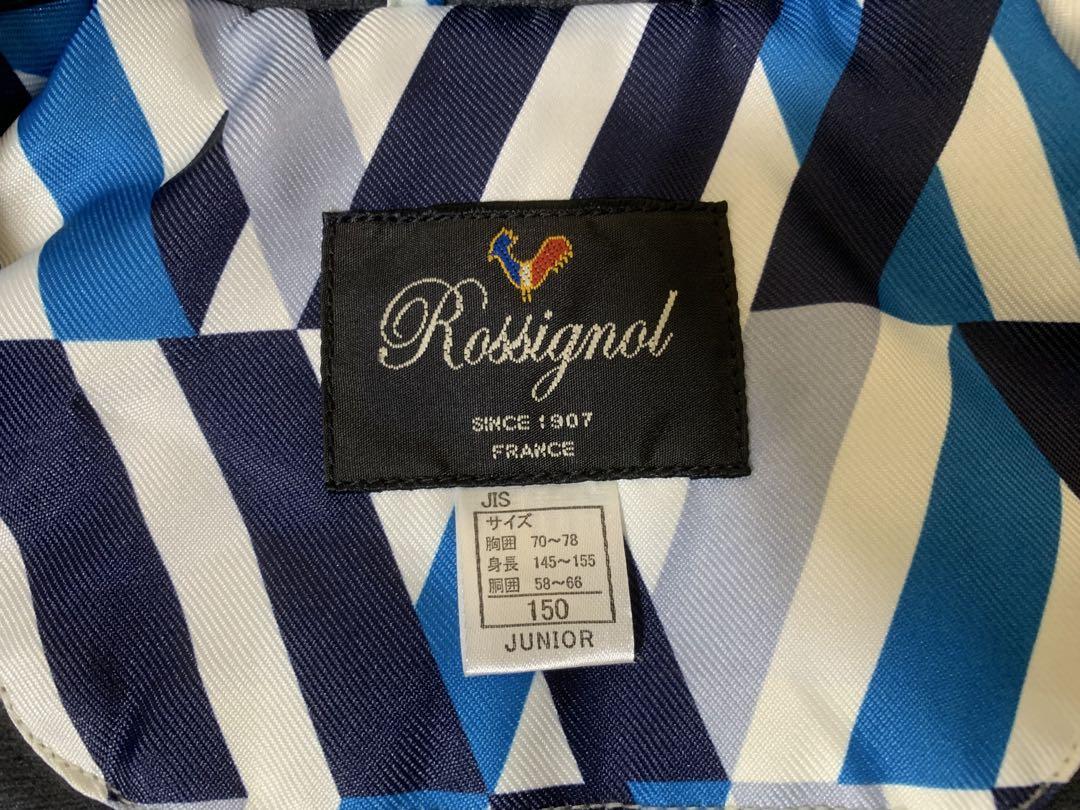 Rossignol
SINCE 1907
FRANCE
JIS
サイズ
胸囲 70～78
身長 145～155
胴囲 58～66
150
JUNIOR